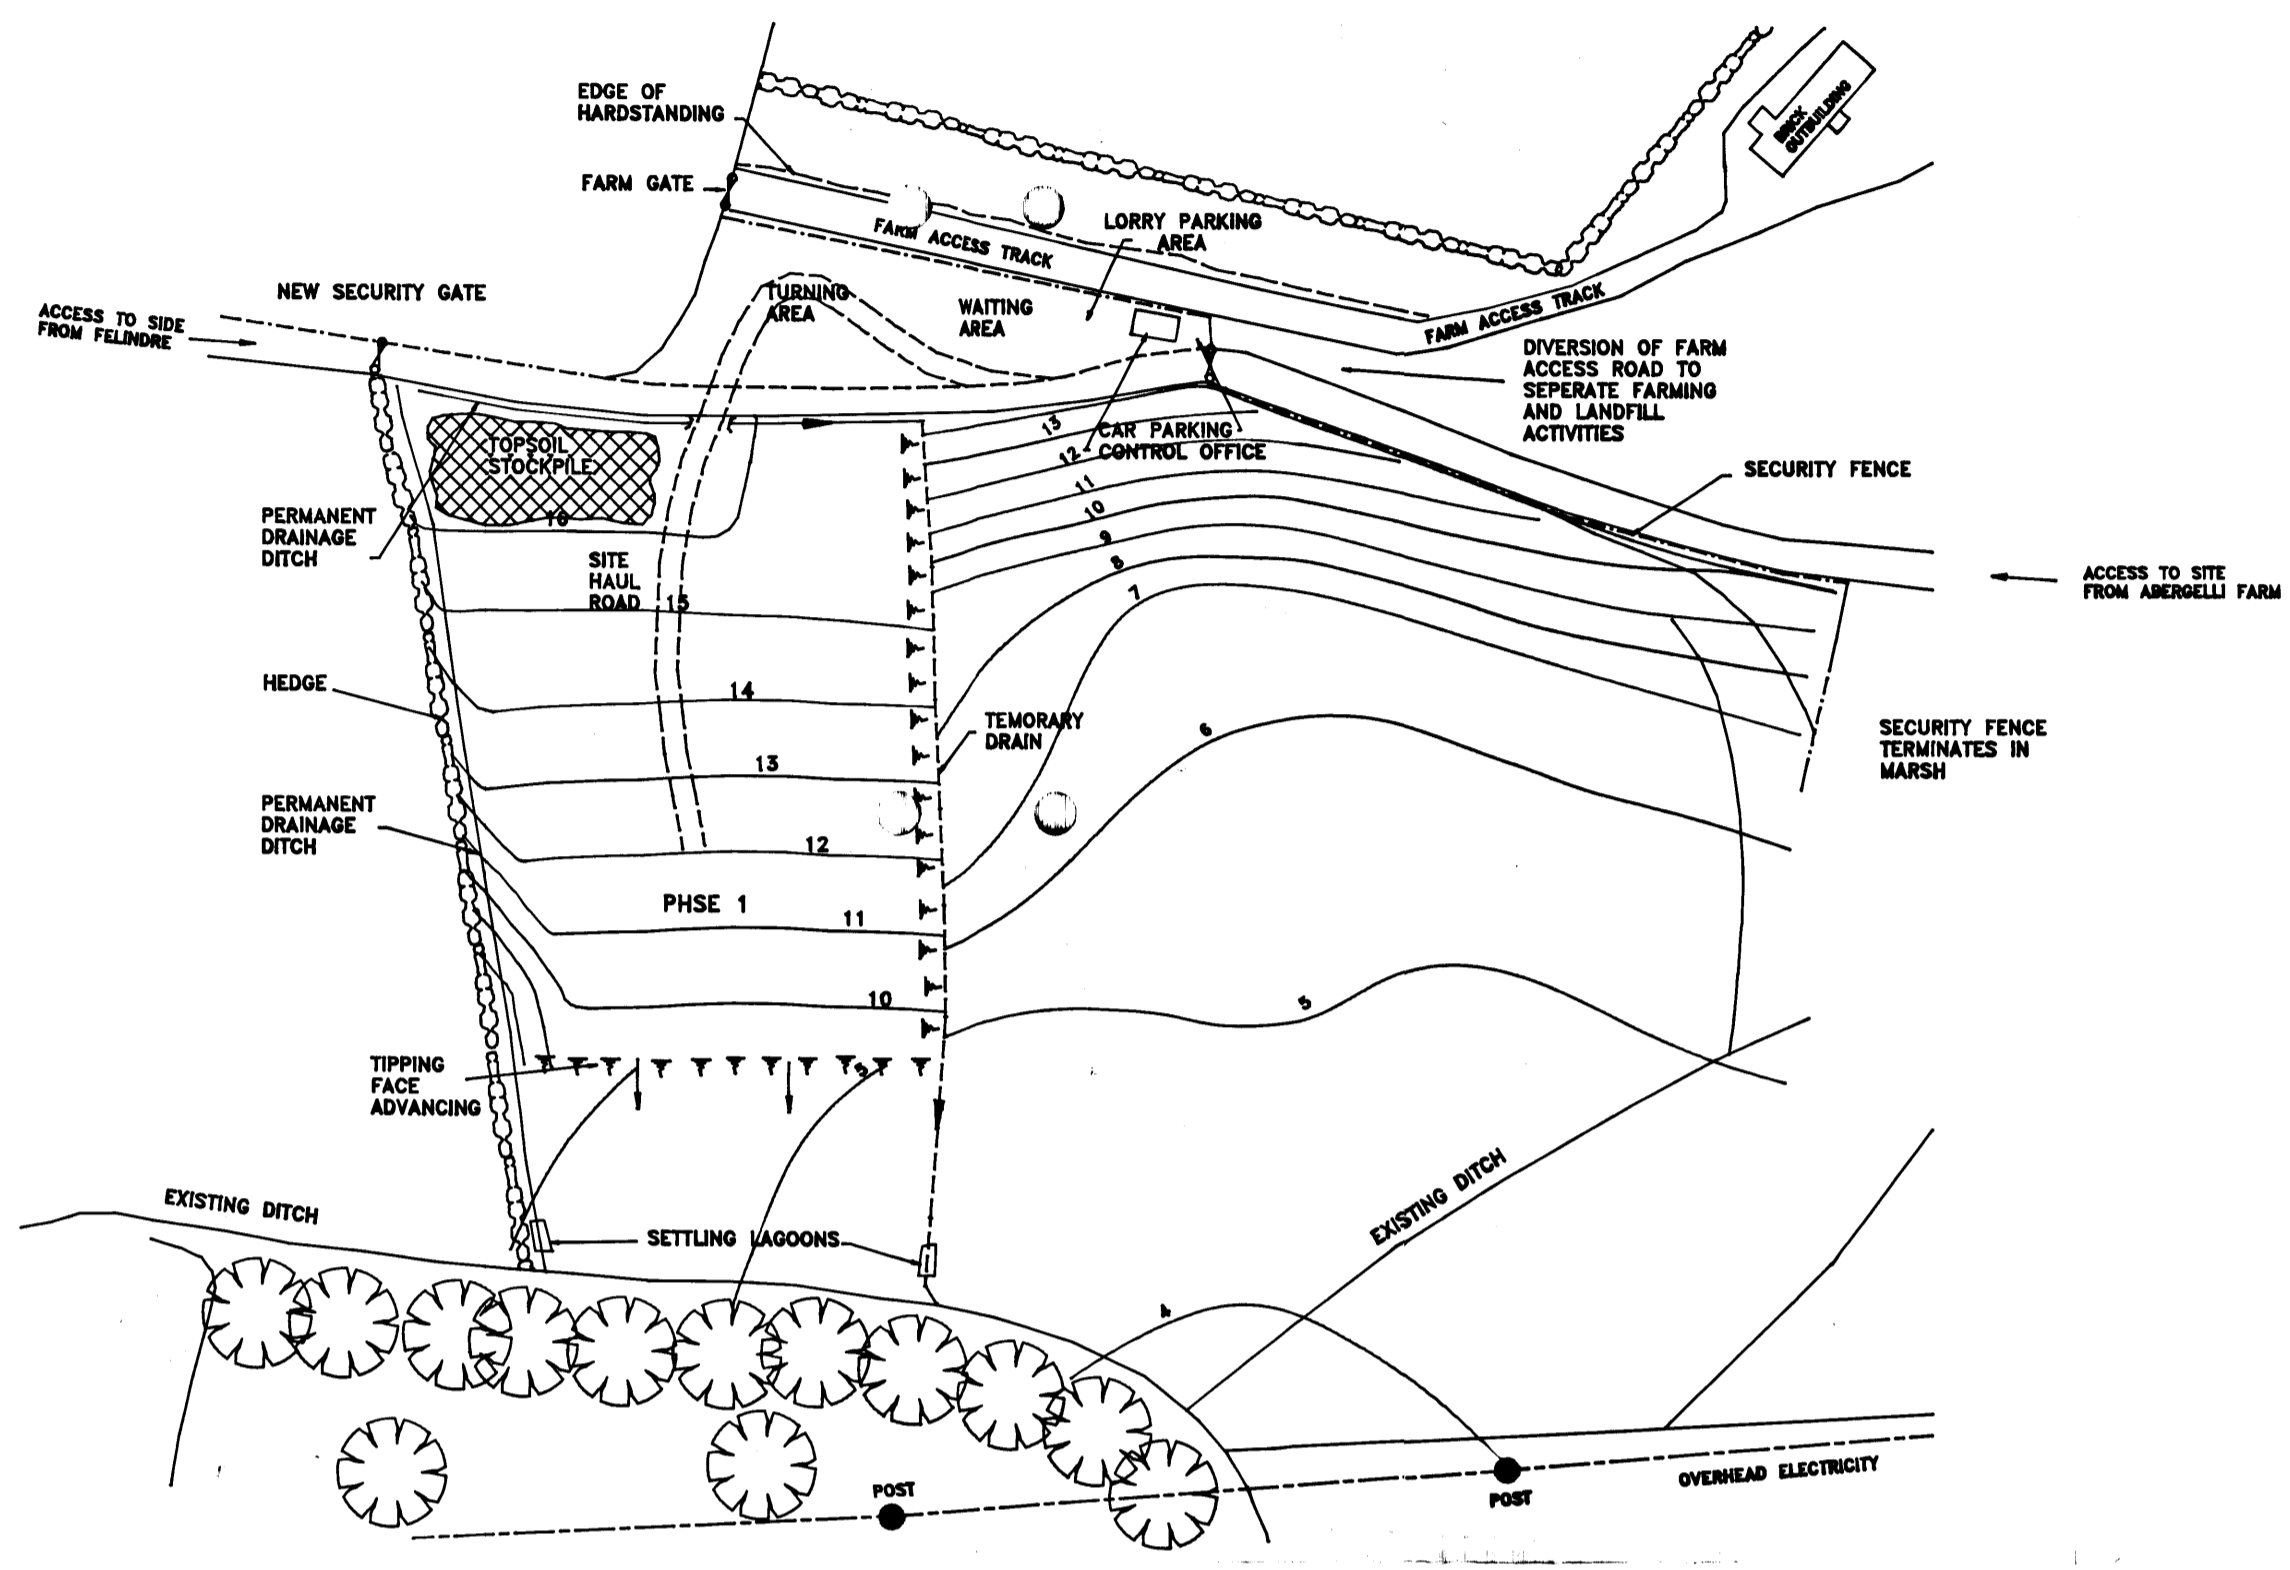 EDGE OF
HARDSTANDING
BRICK
OUTBUILDING
FARM GATE
FARM ACCESS TRACK
LORRY PARKING
AREA
NEW SECURITY GATE
TURNING
AREA
WAITING
AREA
FARM ACCESS TRACK
ACCESS TO SIDE
FROM FELINDRE
DIVERSION OF FARM
ACCESS ROAD TO
SEPERATE FARMING
AND LANDFILL
ACTIVITIES
TOPSOIL
STOCKPILE
13
CAR PARKING
CONTROL OFFICE
12
SECURITY FENCE
11
10
PERMANENT
DRAINAGE
DITCH
16
9
SITE
HAUL
ROAD
15
8
7
ACCESS TO SITE
FROM ABERGELLI FARM
HEDGE
14
TEMORARY
DRAIN
6
SECURITY FENCE
TERMINATES IN
MARSH
13
PERMANENT
DRAINAGE
DITCH
12
PHSE 1
11
10
5
TIPPING
FACE
ADVANCING
5
EXISTING DITCH
EXISTING DITCH
SETTLING LAGOONS
4
POST
POST
OVERHEAD ELECTRICITY